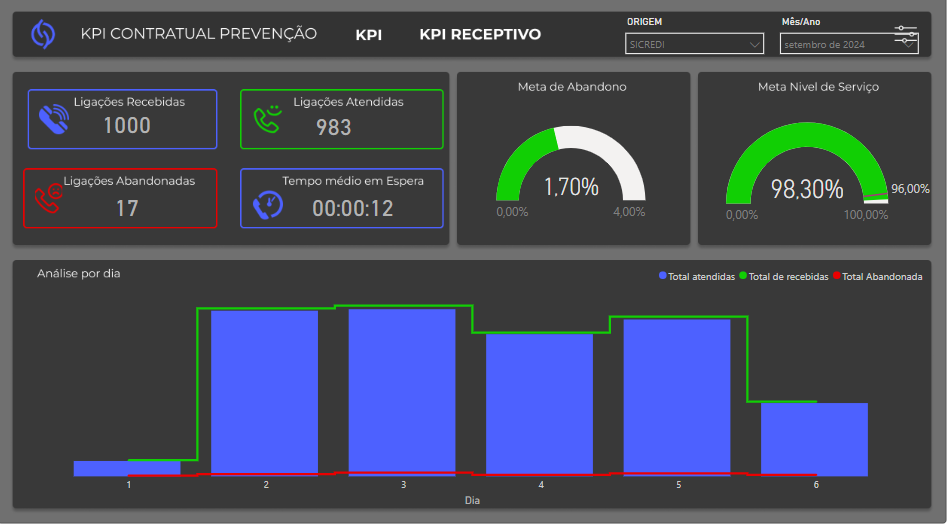 KPI CONTRATUAL PREVENÇÃO
KPI
KPI RECEPTIVO
ORIGEM
SICREDI
Mês/Ano
setembro de 2024
Ligações Recebidas
1000
Ligações Atendidas
983
Ligações Abandonadas
17
Tempo médio em Espera
00:00:12
Meta de Abandono
1,70%
0,00%
4,00%
Meta Nivel de Serviço
98,30%
96,00%
0,00%
100,00%
Análise por dia
Total atendidas
Total de recebidas
Total Abandonada
1
2
3
4
5
6
Dia